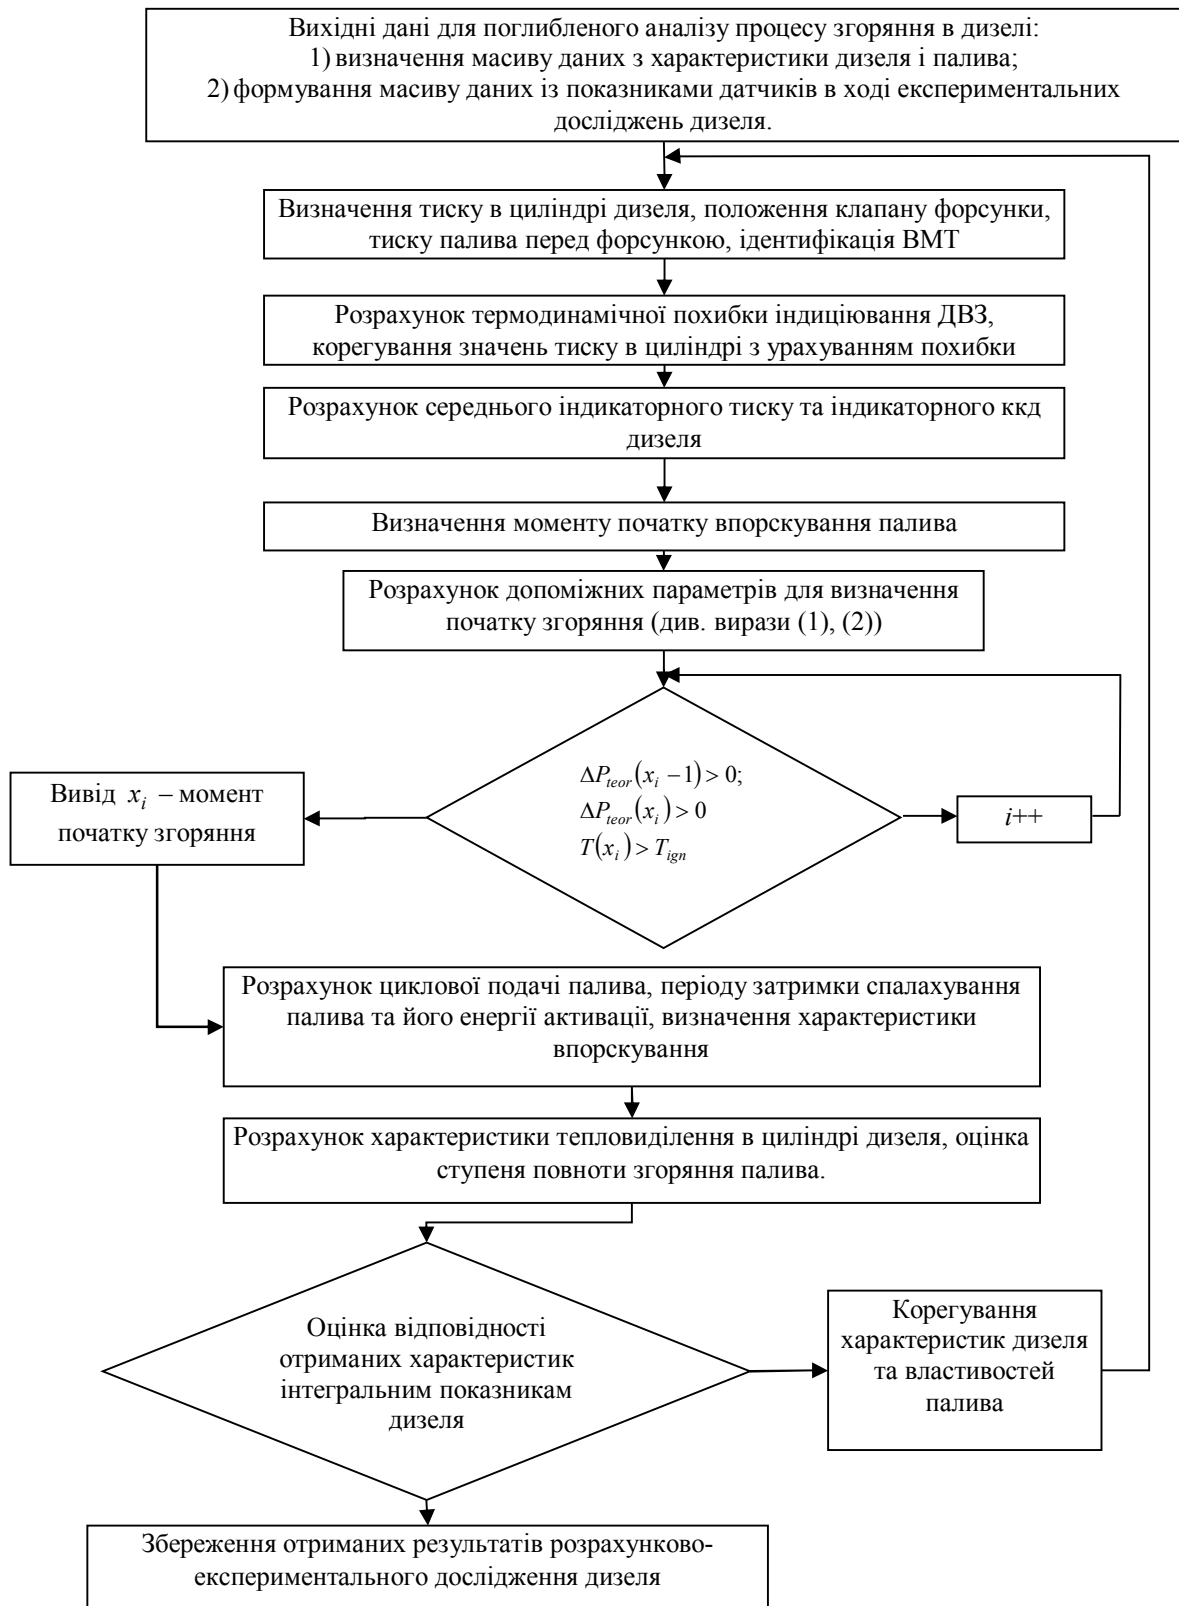 Вихідні дані для поглибленого аналізу процесу згоряння в дизелі:
1) визначення масиву даних з характеристики дизеля і палива;
2) формування масиву даних із показниками датчиків в ході експериментальних
досліджень дизеля.
Визначення тиску в циліндрі дизеля, положення клапану форсунки,
тиску палива перед форсункою, ідентифікація ВМТ
Розрахунок термодинамічної похибки індиціювання ДВЗ,
корегування значень тиску в циліндрі з урахуванням похибки
Розрахунок середнього індикаторного тиску та індикаторного ккд
дизеля
Визначення моменту початку впорскування палива
Розрахунок допоміжних параметрів для визначення
початку згоряння (див. вирази (1), (2))
ΔP_teor(x_i − 1) > 0;
ΔP_teor(x_i) > 0
T(x_i) > T_ign
Вивід x_i – момент
початку згоряння
i++
Розрахунок циклової подачі палива, періоду затримки спалахування
палива та його енергії активації, визначення характеристики
впорскування
Розрахунок характеристики тепловиділення в циліндрі дизеля, оцінка
ступеня повноти згоряння палива.
Оцінка відповідності
отриманих характеристик
інтегральним показникам
дизеля
Корегування
характеристик дизеля
та властивостей
палива
Збереження отриманих результатів розрахунково-
експериментального дослідження дизеля